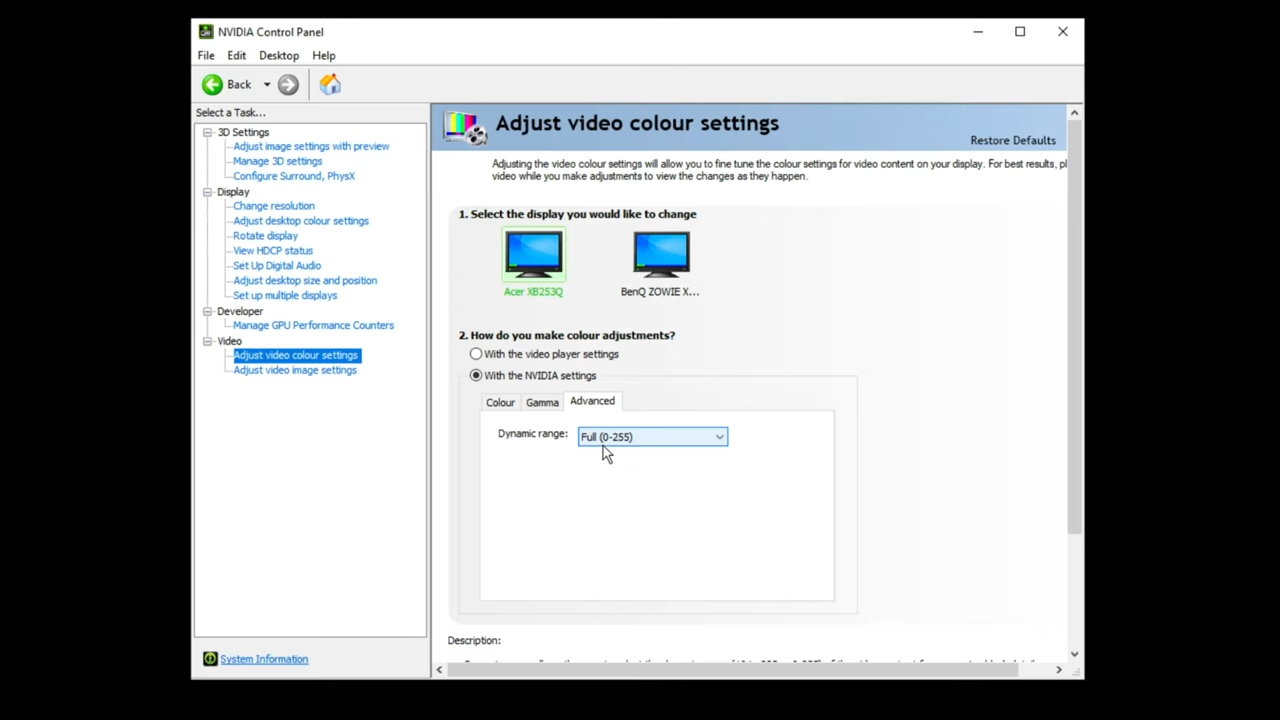 NVIDIA Control Panel
File Edit Desktop Help
Back
Select a Task...
3D Settings
Adjust image settings with preview
Manage 3D settings
Configure Surround, PhysX
Display
Change resolution
Adjust desktop colour settings
Rotate display
View HDCP status
Set Up Digital Audio
Adjust desktop size and position
Set up multiple displays
Developer
Manage GPU Performance Counters
Video
Adjust video colour settings
Adjust video image settings
System Information
Adjust video colour settings
Restore Defaults
Adjusting the video colour settings will allow you to fine tune the colour settings for video content on your display. For best results, pl
video while you make adjustments to view the changes as they happen.
1. Select the display you would like to change
Acer XB253Q BenQ ZOWIE X...
2. How do you make colour adjustments?
With the video player settings
With the NVIDIA settings
Colour Gamma Advanced
Dynamic range: Full (0-255)
Description: